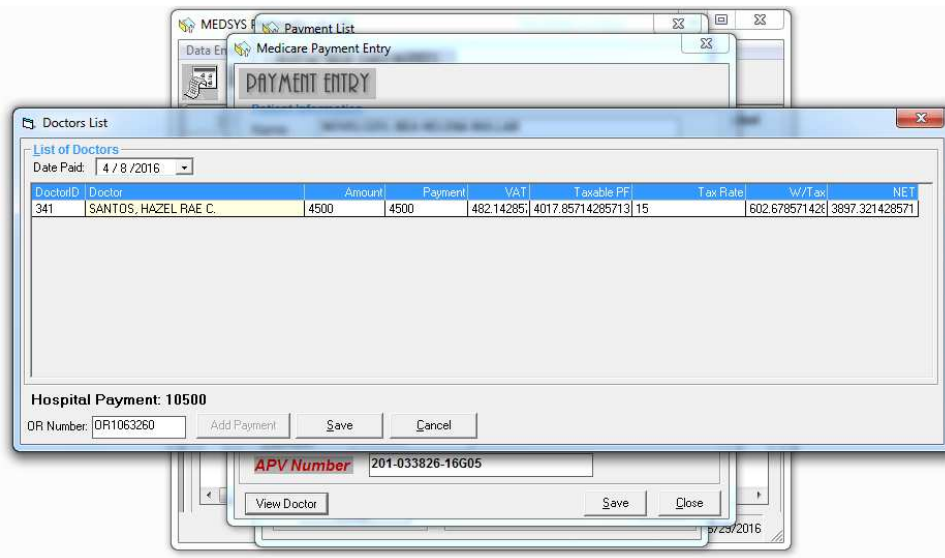 MEDSYS
Payment List
Data En
Medicare Payment Entry
PAYMENT ENTRY
Patient Information
Name
Doctors List
List of Doctors
Date Paid: 4 / 8 /2016
DoctorID Doctor Amount Payment VAT Taxable PF Tax Rate W/Tax NET
341 SANTOS, HAZEL RAE C. 4500 4500 482.14285 4017.85714285713 15 602.67857142 3897.321428571
Hospital Payment: 10500
OR Number: OR1063260 Add Payment Save Cancel
APV Number 201-033826-16G05
View Doctor Save Close
/29/2016